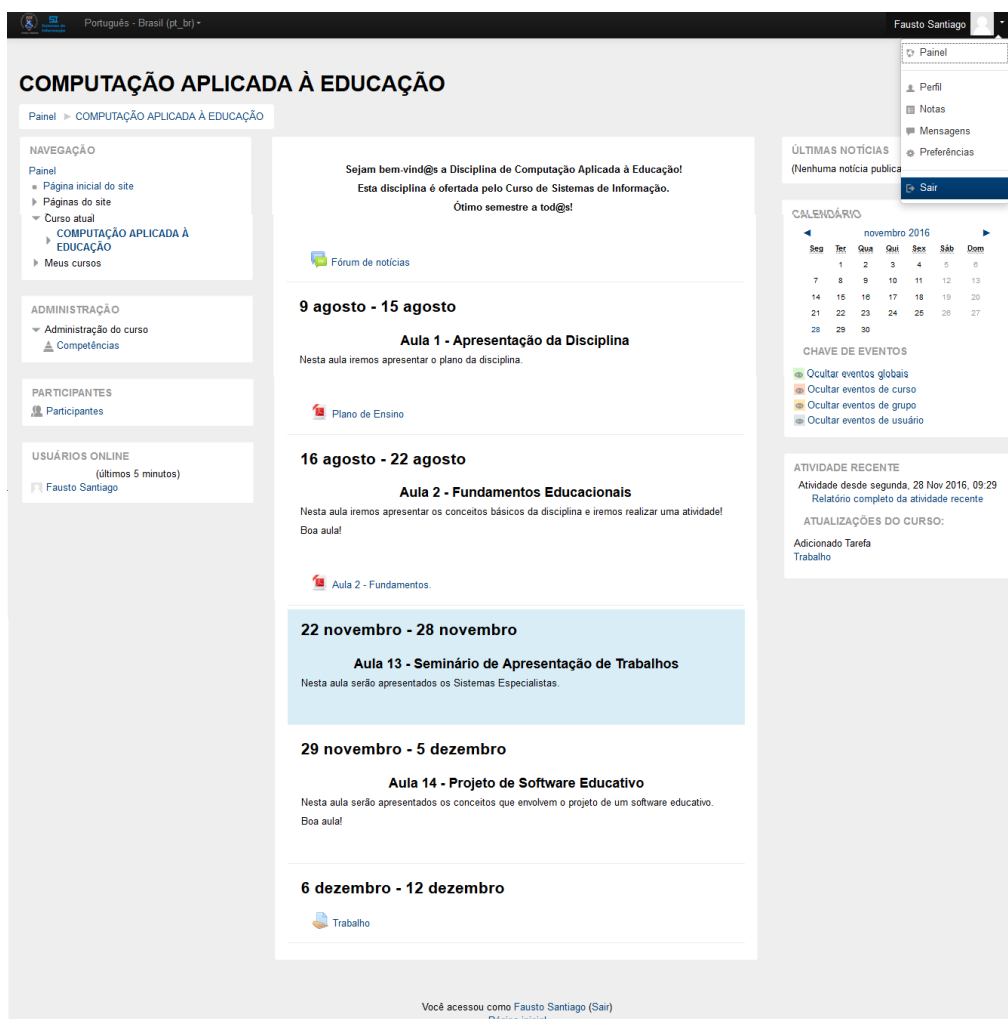 Português - Brasil (pt_br)
Fausto Santiago
Painel
Perfil
Notas
Mensagens
Preferências
Sair
COMPUTAÇÃO APLICADA À EDUCAÇÃO
Painel
COMPUTAÇÃO APLICADA À EDUCAÇÃO
NAVEGAÇÃO
Painel
Página inicial do site
Páginas do site
Curso atual
COMPUTAÇÃO APLICADA À
EDUCAÇÃO
Meus cursos
ADMINISTRAÇÃO
Administração do curso
Competências
PARTICIPANTES
Participantes
USUÁRIOS ONLINE
(últimos 5 minutos)
Fausto Santiago
Sejam bem-vind@s a Disciplina de Computação Aplicada à Educação!
Esta disciplina é ofertada pelo Curso de Sistemas de Informação.
Ótimo semestre a tod@s!
Fórum de notícias
9 agosto - 15 agosto
Aula 1 - Apresentação da Disciplina
Nesta aula iremos apresentar o plano da disciplina.
Plano de Ensino
16 agosto - 22 agosto
Aula 2 - Fundamentos Educacionais
Nesta aula iremos apresentar os conceitos básicos da disciplina e iremos realizar uma atividade!
Boa aula!
Aula 2 - Fundamentos.
22 novembro - 28 novembro
Aula 13 - Seminário de Apresentação de Trabalhos
Nesta aula serão apresentados os Sistemas Especialistas.
29 novembro - 5 dezembro
Aula 14 - Projeto de Software Educativo
Nesta aula serão apresentados os conceitos que envolvem o projeto de um software educativo.
Boa aula!
6 dezembro - 12 dezembro
Trabalho
ÚLTIMAS NOTÍCIAS
(Nenhuma notícia publica
CALENDÁRIO
novembro 2016
Seg Ter Qua Qui Sex Sáb Dom
1 2 3 4 5 6
7 8 9 10 11 12 13
14 15 16 17 18 19 20
21 22 23 24 25 26 27
28 29 30
CHAVE DE EVENTOS
Ocultar eventos globais
Ocultar eventos de curso
Ocultar eventos de grupo
Ocultar eventos de usuário
ATIVIDADE RECENTE
Atividade desde segunda, 28 Nov 2016, 09:29
Relatório completo da atividade recente
ATUALIZAÇÕES DO CURSO:
Adicionado Tarefa
Trabalho
Você acessou como Fausto Santiago (Sair)